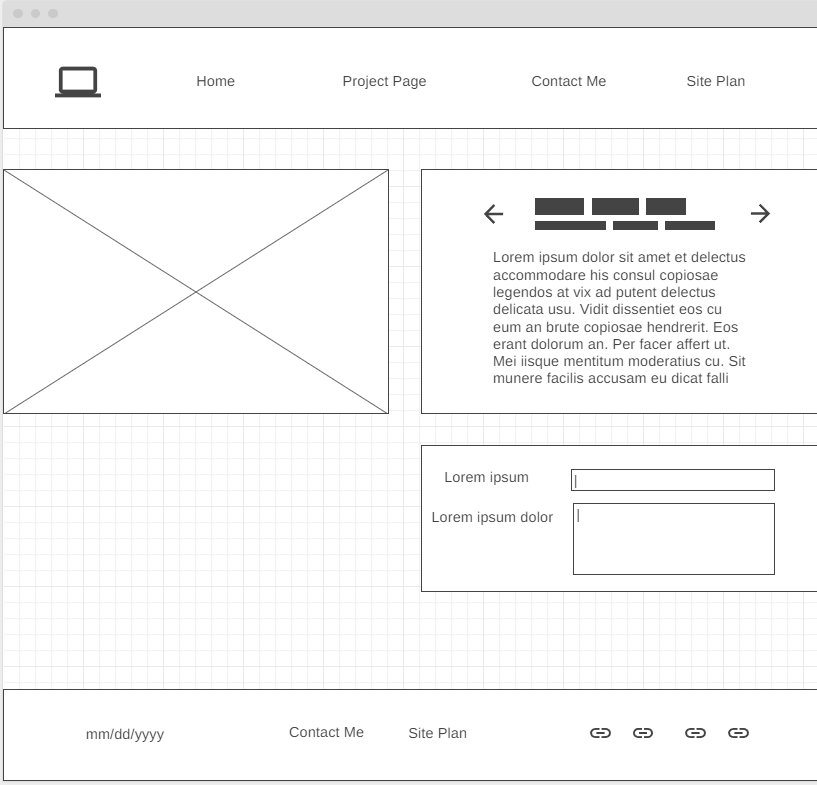 Home
Project Page
Contact Me
Site Plan
Lorem ipsum dolor sit amet et delectus
accommodare his consul copiosae
legendos at vix ad putent delectus
delicata usu. Vidit dissentiet eos cu
eum an brute copiosae hendrerit. Eos
erant dolorum an. Per facer affert ut.
Mei iisque mentitum moderatius cu. Sit
munere facilis accusam eu dicat falli
Lorem ipsum
Lorem ipsum dolor
mm/dd/yyyy
Contact Me
Site Plan